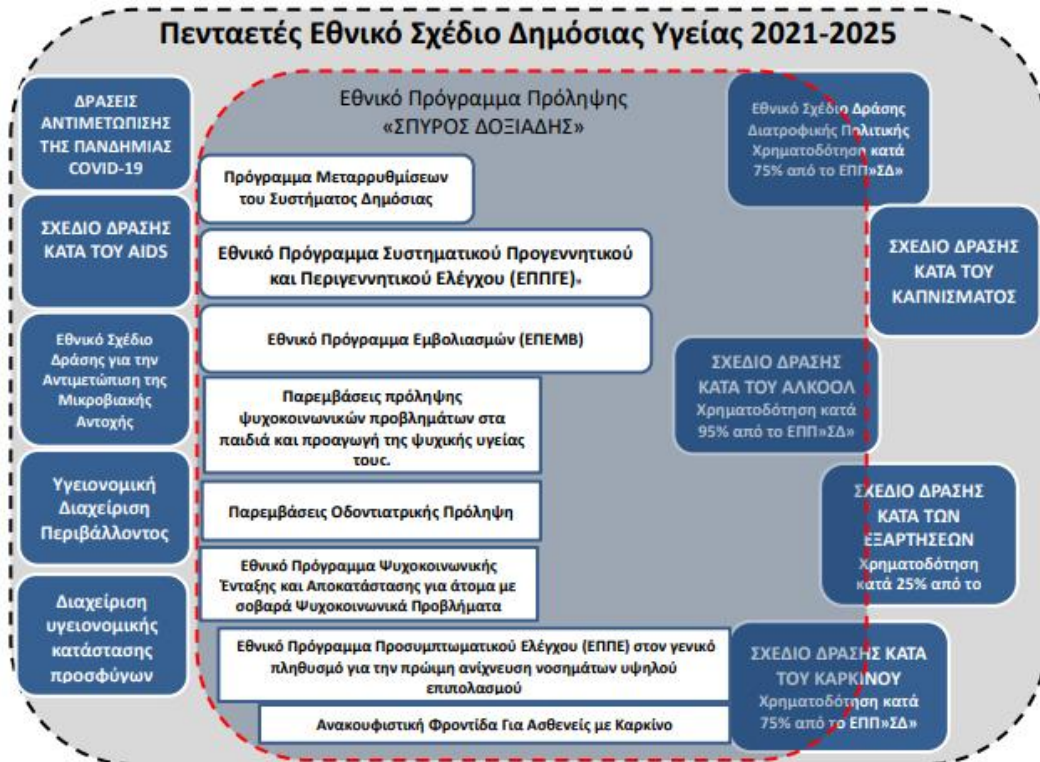 Πενταετές Εθνικό Σχέδιο Δημόσιας Υγείας 2021-2025
ΔΡΑΣΕΙΣ
ΑΝΤΙΜΕΤΩΠΙΣΗΣ
ΤΗΣ ΠΑΝΔΗΜΙΑΣ
COVID-19
ΣΧΕΔΙΟ ΔΡΑΣΗΣ
ΚΑΤΑ ΤΟΥ AIDS
Εθνικό Σχέδιο
Δράσης για την
Αντιμετώπιση της
Μικροβιακής
Αντοχής
Υγειονομική
Διαχείριση
Περιβάλλοντος
Διαχείριση
υγειονομικής
κατάστασης
προσφύγων
Εθνικό Πρόγραμμα Πρόληψης
«ΣΠΥΡΟΣ ΔΟΞΙΑΔΗΣ»
Πρόγραμμα Μεταρρυθμίσεων
του Συστήματος Δημόσιας
Εθνικό Πρόγραμμα Συστηματικού Προγεννητικού
και Περιγεννητικού Ελέγχου (ΕΠΠΓΕ)»
Εθνικό Πρόγραμμα Εμβολιασμών (ΕΠΕΜΒ)
Παρεμβάσεις πρόληψης
ψυχοκοινωνικών προβλημάτων στα
παιδιά και προαγωγή της ψυχικής υγείας
τους.
Παρεμβάσεις Οδοντιατρικής Πρόληψη
Εθνικό Πρόγραμμα Ψυχοκοινωνικής
Ένταξης και Αποκατάστασης για άτομα με
σοβαρά Ψυχοκοινωνικά Προβλήματα
Εθνικό Πρόγραμμα Προσυμπτωματικού Ελέγχου (ΕΠΠΕ) στον γενικό
πληθυσμό για την πρώιμη ανίχνευση νοσημάτων υψηλού
επιπολασμού
Ανακουφιστική Φροντίδα Για Ασθενείς με Καρκίνο
Εθνικό Σχέδιο Δράσης
Διατροφικής Πολιτικής
Χρηματοδότηση κατά
75% από το ΕΠΠ»ΣΔ»
ΣΧΕΔΙΟ ΔΡΑΣΗΣ
ΚΑΤΑ ΤΟΥ
ΚΑΠΝΙΣΜΑΤΟΣ
ΣΧΕΔΙΟ ΔΡΑΣΗΣ
ΚΑΤΑ ΤΟΥ ΑΛΚΟΟΛ
Χρηματοδότηση κατά
95% από το ΕΠΠ»ΣΔ»
ΣΧΕΔΙΟ ΔΡΑΣΗΣ
ΚΑΤΑ ΤΩΝ
ΕΞΑΡΤΗΣΕΩΝ
Χρηματοδότηση
κατά 25% από το
ΣΧΕΔΙΟ ΔΡΑΣΗΣ ΚΑΤΑ
ΤΟΥ ΚΑΡΚΙΝΟΥ
Χρηματοδότηση κατά
75% από το ΕΠΠ»ΣΔ»